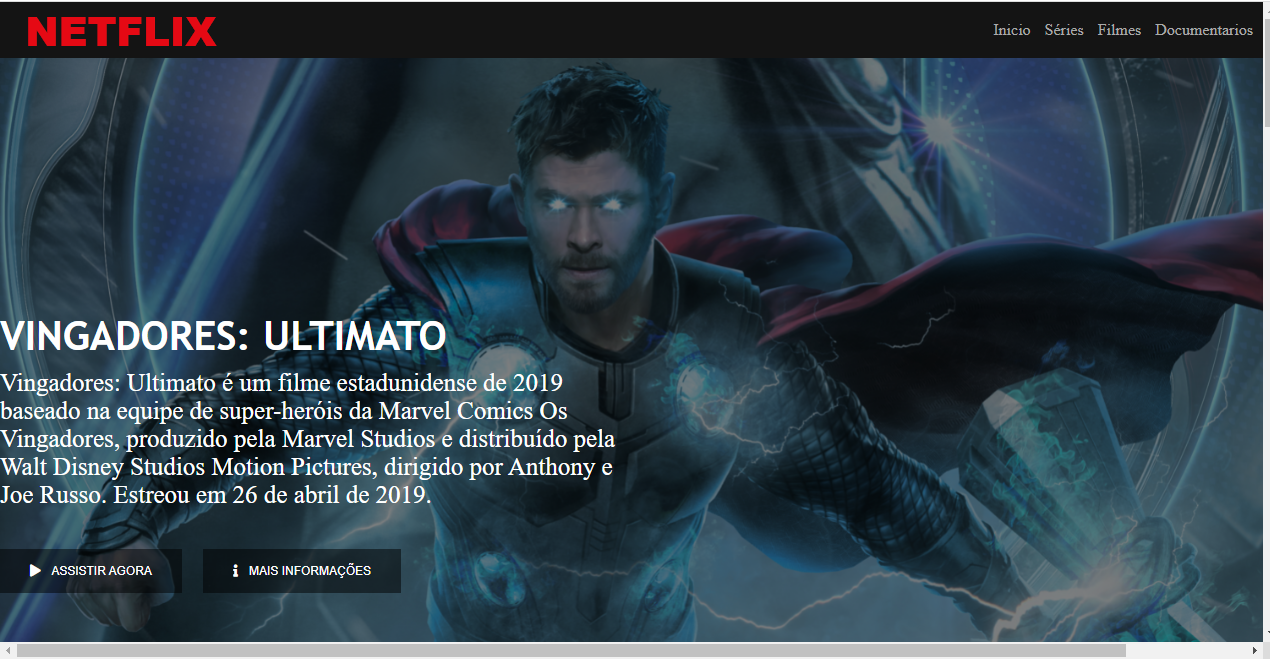 NETFLIX
Inicio Séries Filmes Documentarios
VINGADORES: ULTIMATO
Vingadores: Ultimato é um filme estadunidense de 2019
baseado na equipe de super-heróis da Marvel Comics Os
Vingadores, produzido pela Marvel Studios e distribuído pela
Walt Disney Studios Motion Pictures, dirigido por Anthony e
Joe Russo. Estreou em 26 de abril de 2019.
ASSISTIR AGORA
MAIS INFORMAÇÕES